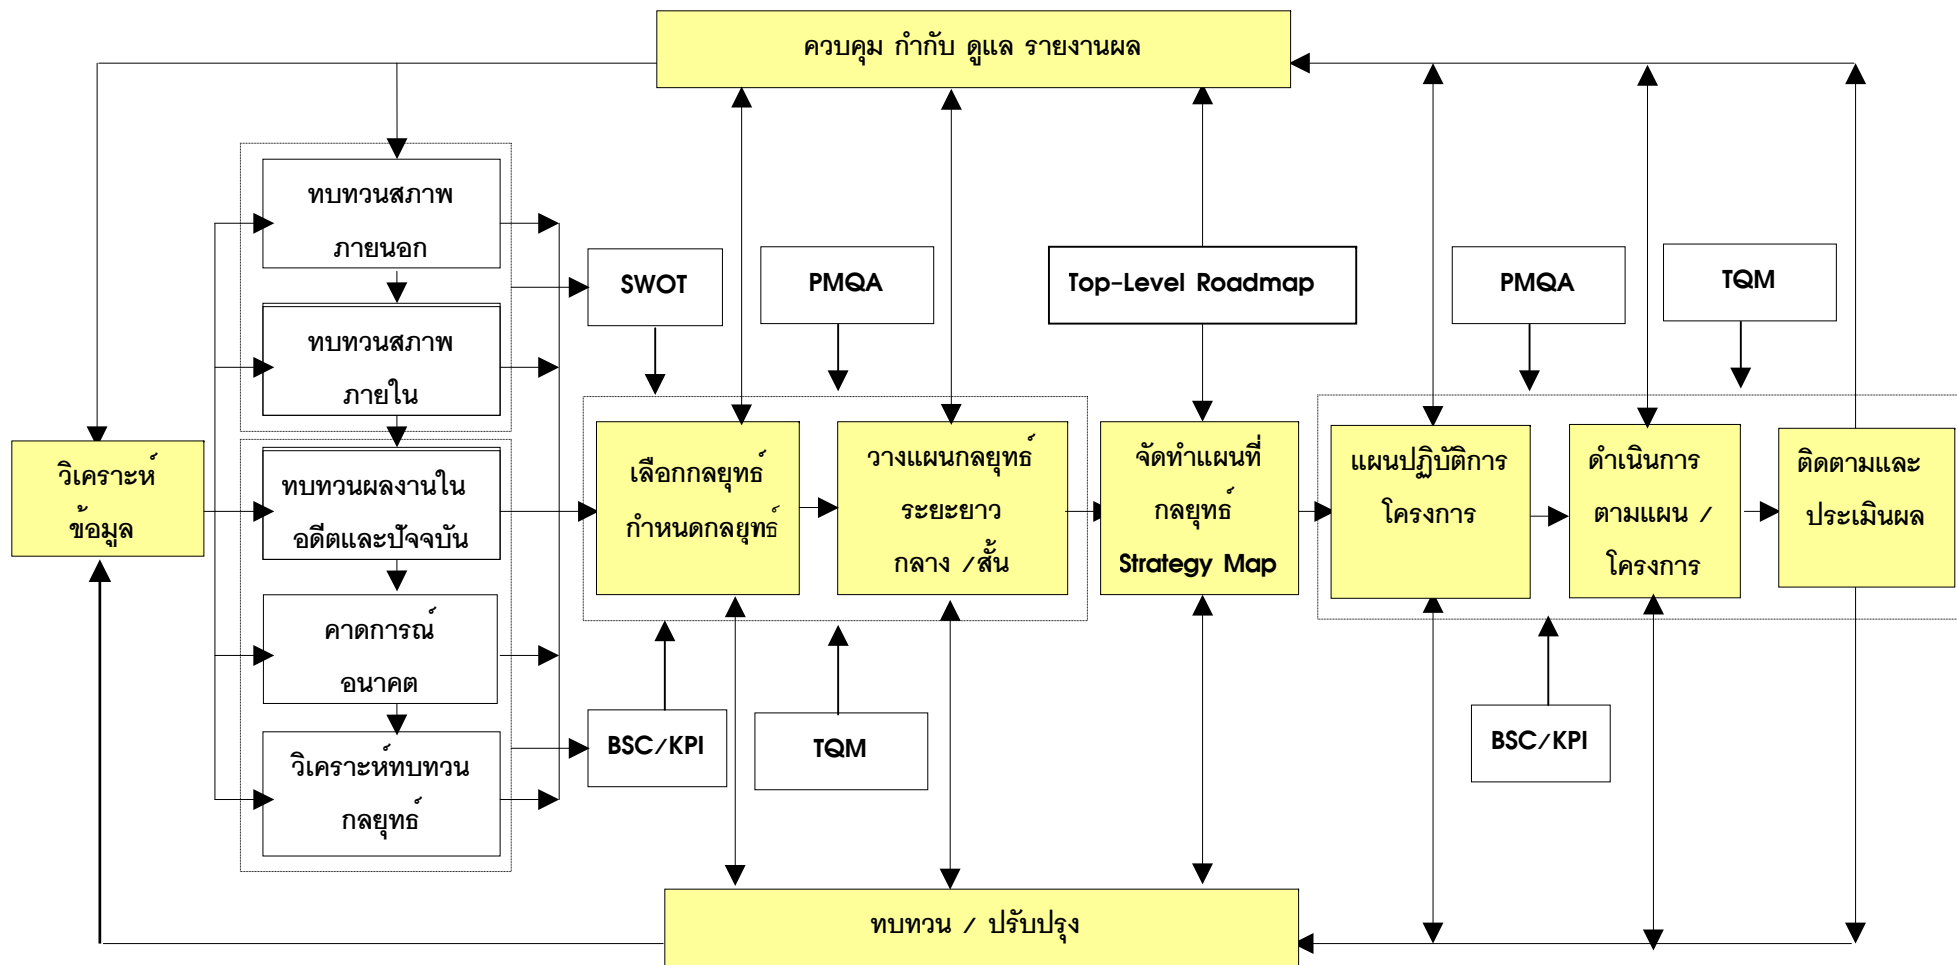 ควบคุม กำกับ ดูแล รายงานผล
ทบทวนสภาพ
ภายนอก
SWOT
PMQA
Top-Level Roadmap
PMQA
TQM
ทบทวนสภาพ
ภายใน
วิเคราะห์
ข้อมูล
ทบทวนผลงานใน
อดีตและปัจจบัน
เลือกกลยุทธ์
กำหนดกลยุทธ์
วางแผนกลยุทธ์
ระยะยาว
กลาง /สั้น
จัดทำแผนที่
กลยุทธ์
Strategy Map
แผนปฏิบัติการ
โครงการ
ดำเนินการ
ตามแผน /
โครงการ
ติดตามและ
ประเมินผล
คาดการณ์
อนาคต
วิเคราะห์ทบทวน
กลยุทธ์
BSC/KPI
TQM
BSC/KPI
ทบทวน / ปรับปรุง